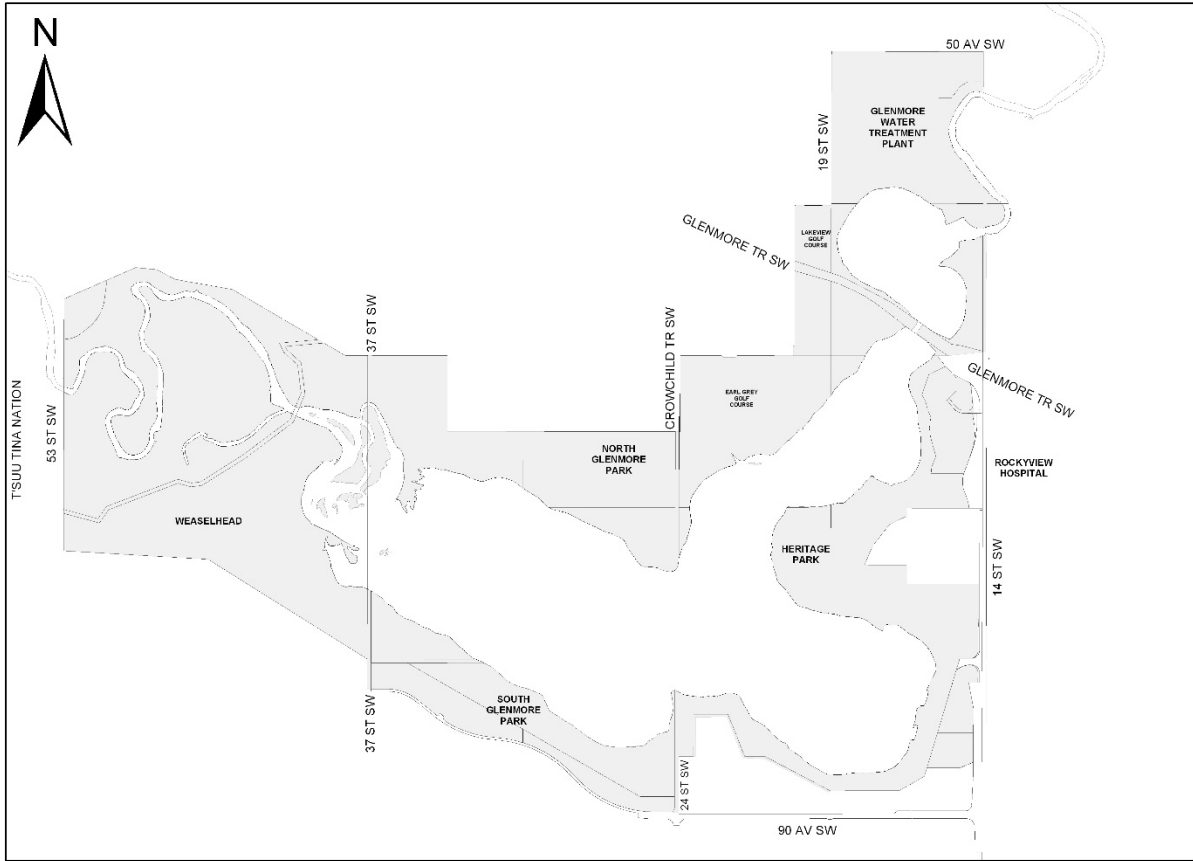 N
50 AV SW
GLENMORE
WATER
TREATMENT
PLANT
19 ST SW
LAKEVIEW
GOLF
COURSE
GLENMORE TR SW
37 ST SW
CROWCHILD TR SW
GLENMORE TR SW
EARL GREY
GOLF
COURSE
T'SUU TINA NATION
53 ST SW
NORTH
GLENMORE
PARK
ROCKYVIEW
HOSPITAL
WEASELHEAD
HERITAGE
PARK
14 ST SW
SOUTH
GLENMORE
PARK
37 ST SW
24 ST SW
90 AV SW